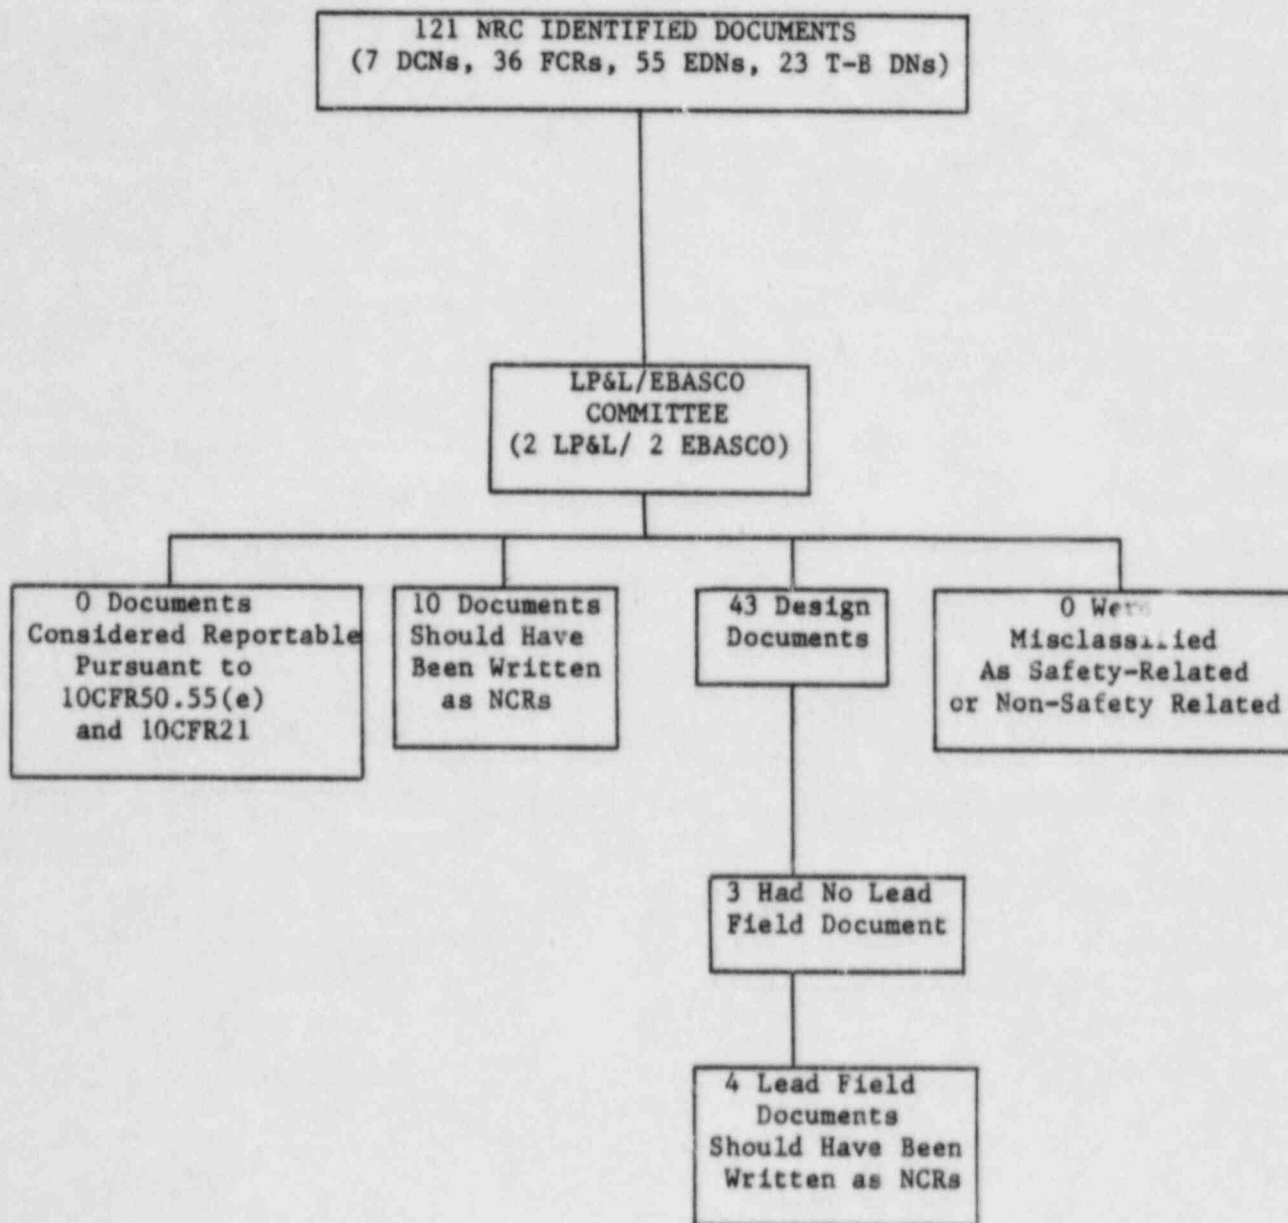 121 NRC IDENTIFIED DOCUMENTS
(7 DCNs, 36 FCRs, 55 EDNs, 23 T-B DNs)
LP&L/EBASCO
COMMITTEE
(2 LP&L/ 2 EBASCO)
0 Documents
Considered Reportable
Pursuant to
10CFR50.55(e)
and 10CFR21
10 Documents
Should Have
Been Written
as NCRs
43 Design
Documents
0 Were
Misclassified
As Safety-Related
or Non-Safety Related
3 Had No Lead
Field Document
4 Lead Field
Documents
Should Have Been
Written as NCRs